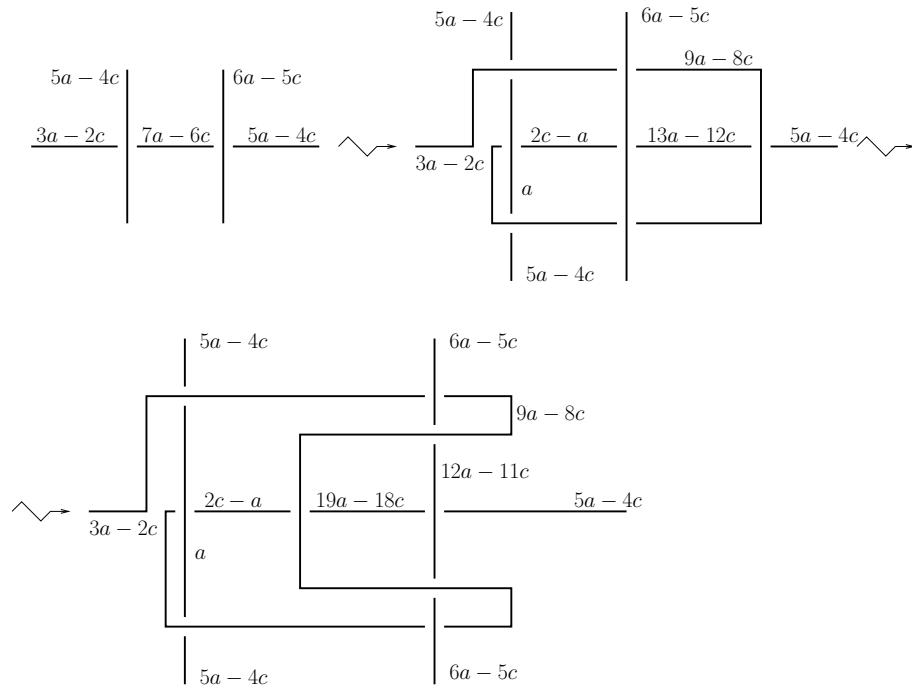 5a − 4c
6a − 5c
3a − 2c
7a − 6c
5a − 4c
5a − 4c
6a − 5c
9a − 8c
3a − 2c
2c − a
13a − 12c
5a − 4c
a
5a − 4c
5a − 4c
6a − 5c
9a − 8c
12a − 11c
3a − 2c
2c − a
19a − 18c
5a − 4c
a
5a − 4c
6a − 5c